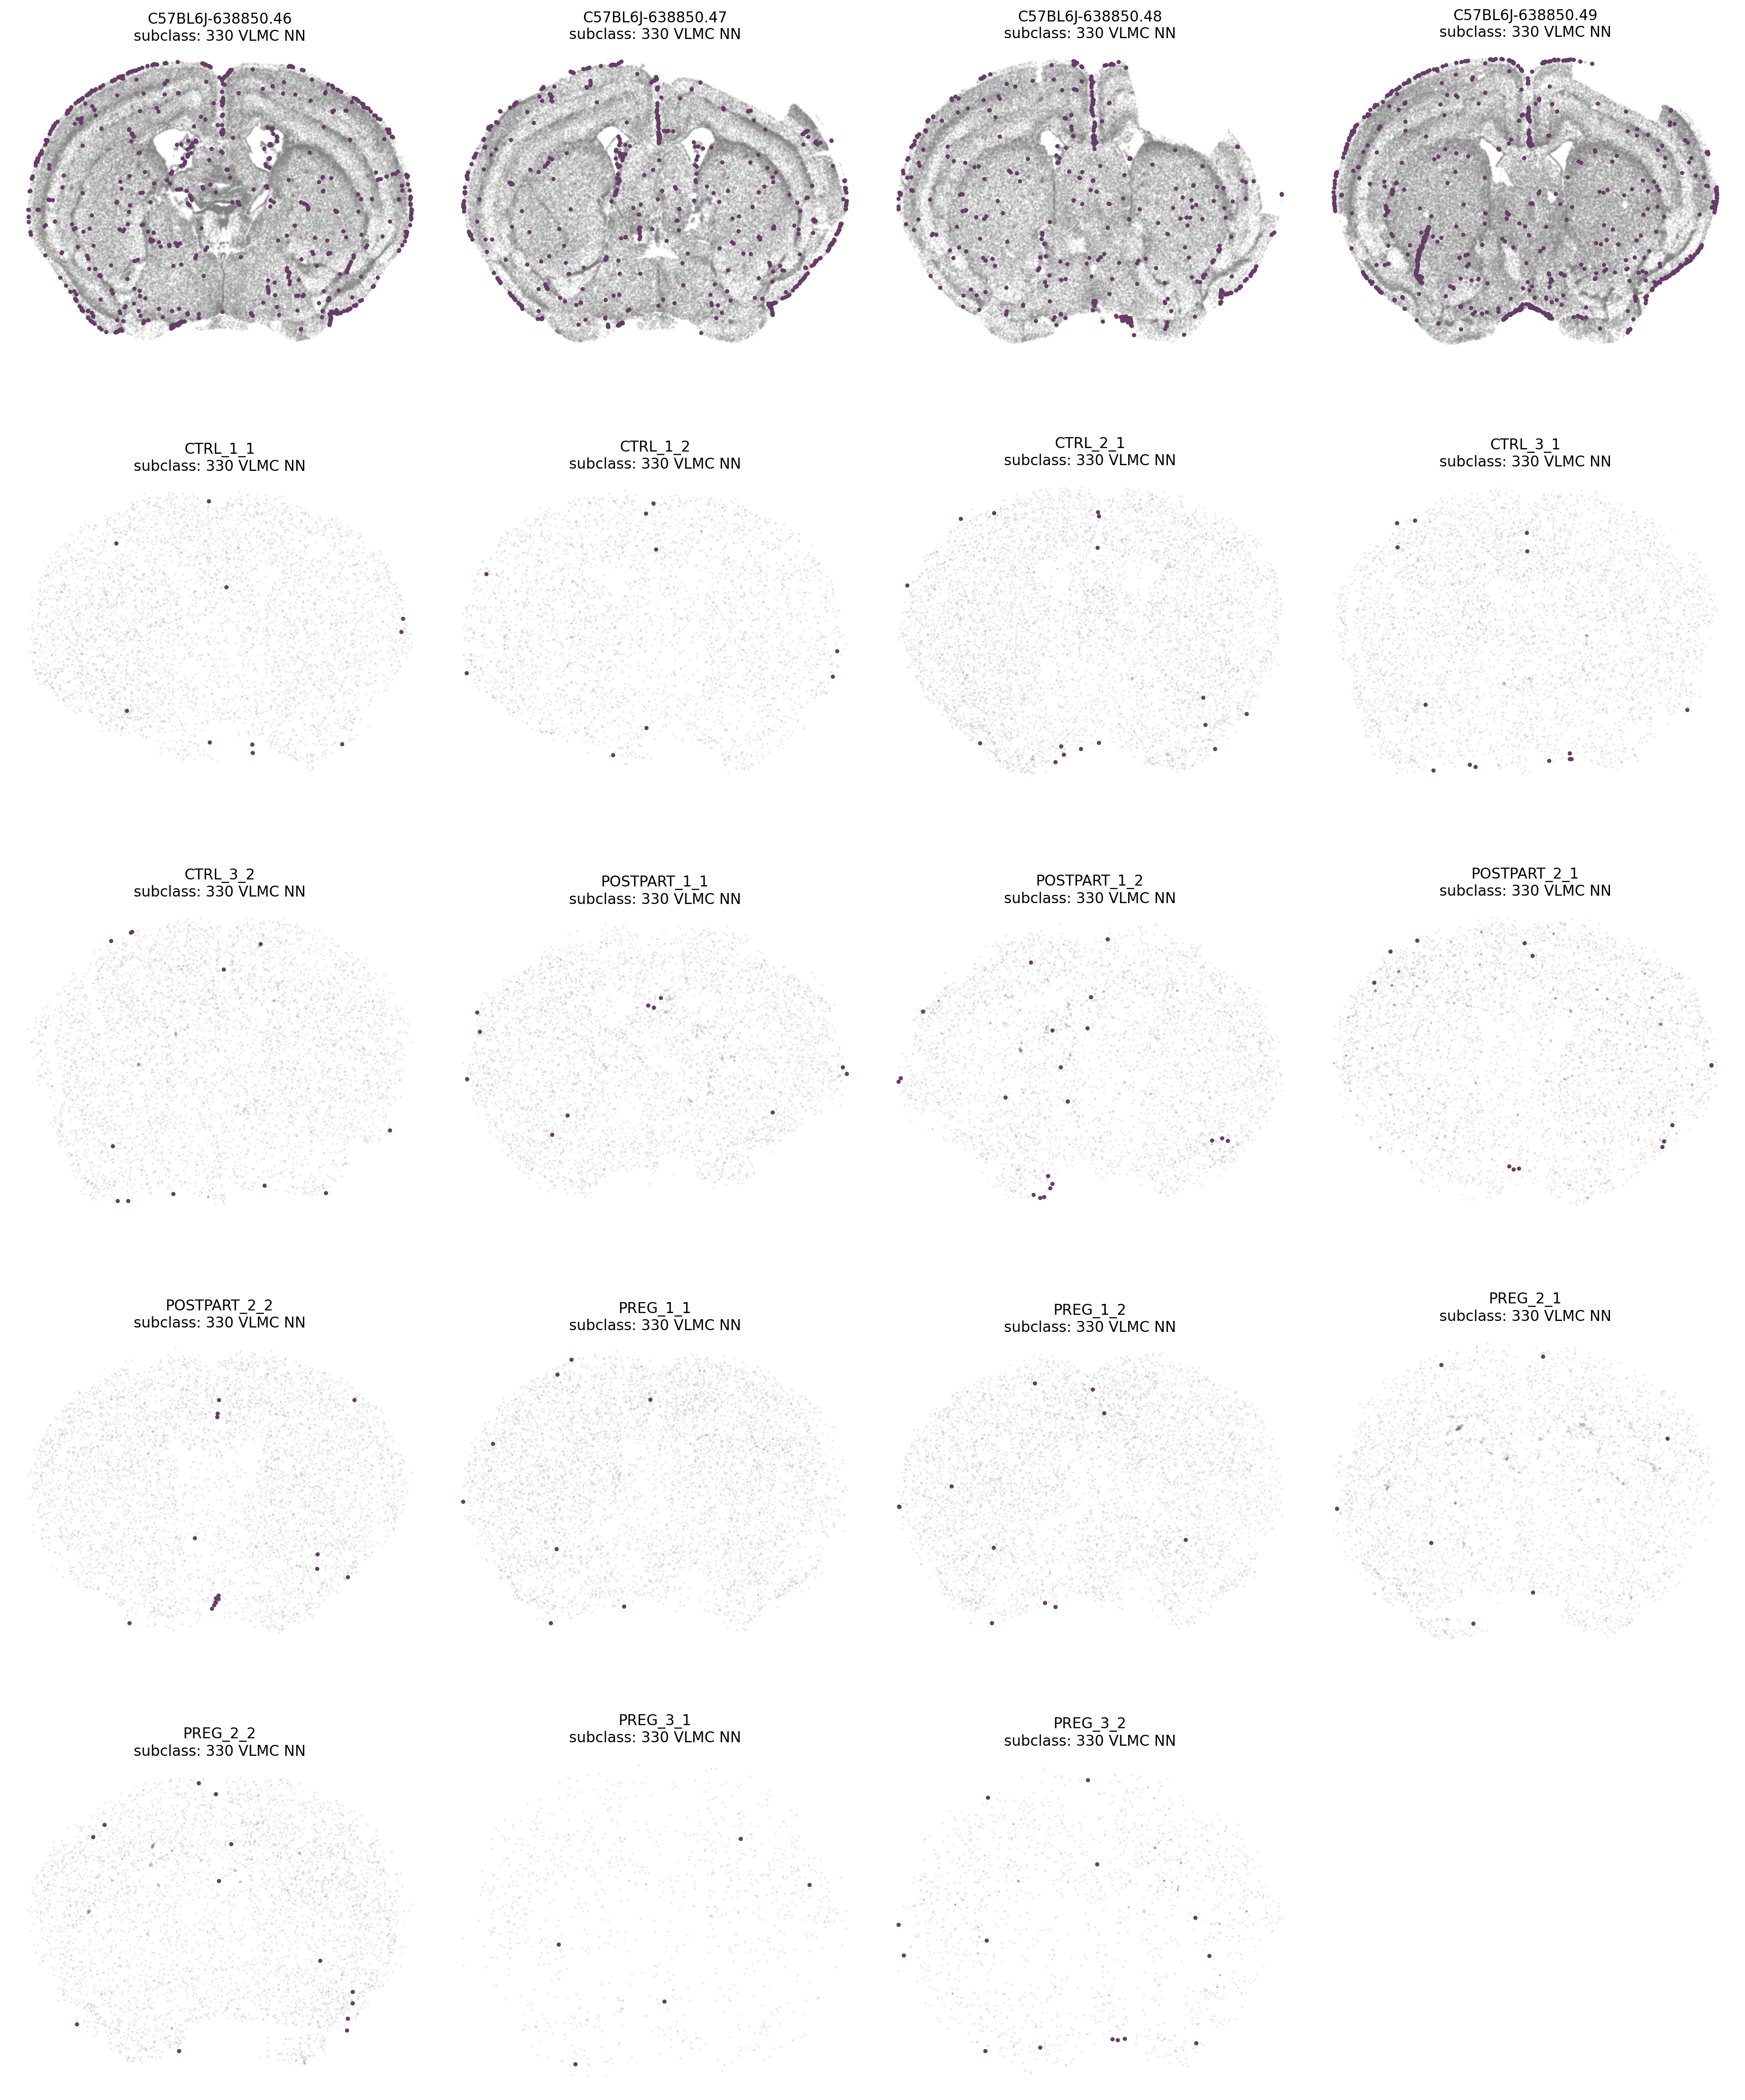 C57BL6J-638850.46
subclass: 330 VLMC NN
C57BL6J-638850.47
subclass: 330 VLMC NN
C57BL6J-638850.48
subclass: 330 VLMC NN
C57BL6J-638850.49
subclass: 330 VLMC NN
CTRL_1_1
subclass: 330 VLMC NN
CTRL_1_2
subclass: 330 VLMC NN
CTRL_2_1
subclass: 330 VLMC NN
CTRL_3_1
subclass: 330 VLMC NN
CTRL_3_2
subclass: 330 VLMC NN
POSTPART_1_1
subclass: 330 VLMC NN
POSTPART_1_2
subclass: 330 VLMC NN
POSTPART_2_1
subclass: 330 VLMC NN
POSTPART_2_2
subclass: 330 VLMC NN
PREG_1_1
subclass: 330 VLMC NN
PREG_1_2
subclass: 330 VLMC NN
PREG_2_1
subclass: 330 VLMC NN
PREG_2_2
subclass: 330 VLMC NN
PREG_3_1
subclass: 330 VLMC NN
PREG_3_2
subclass: 330 VLMC NN